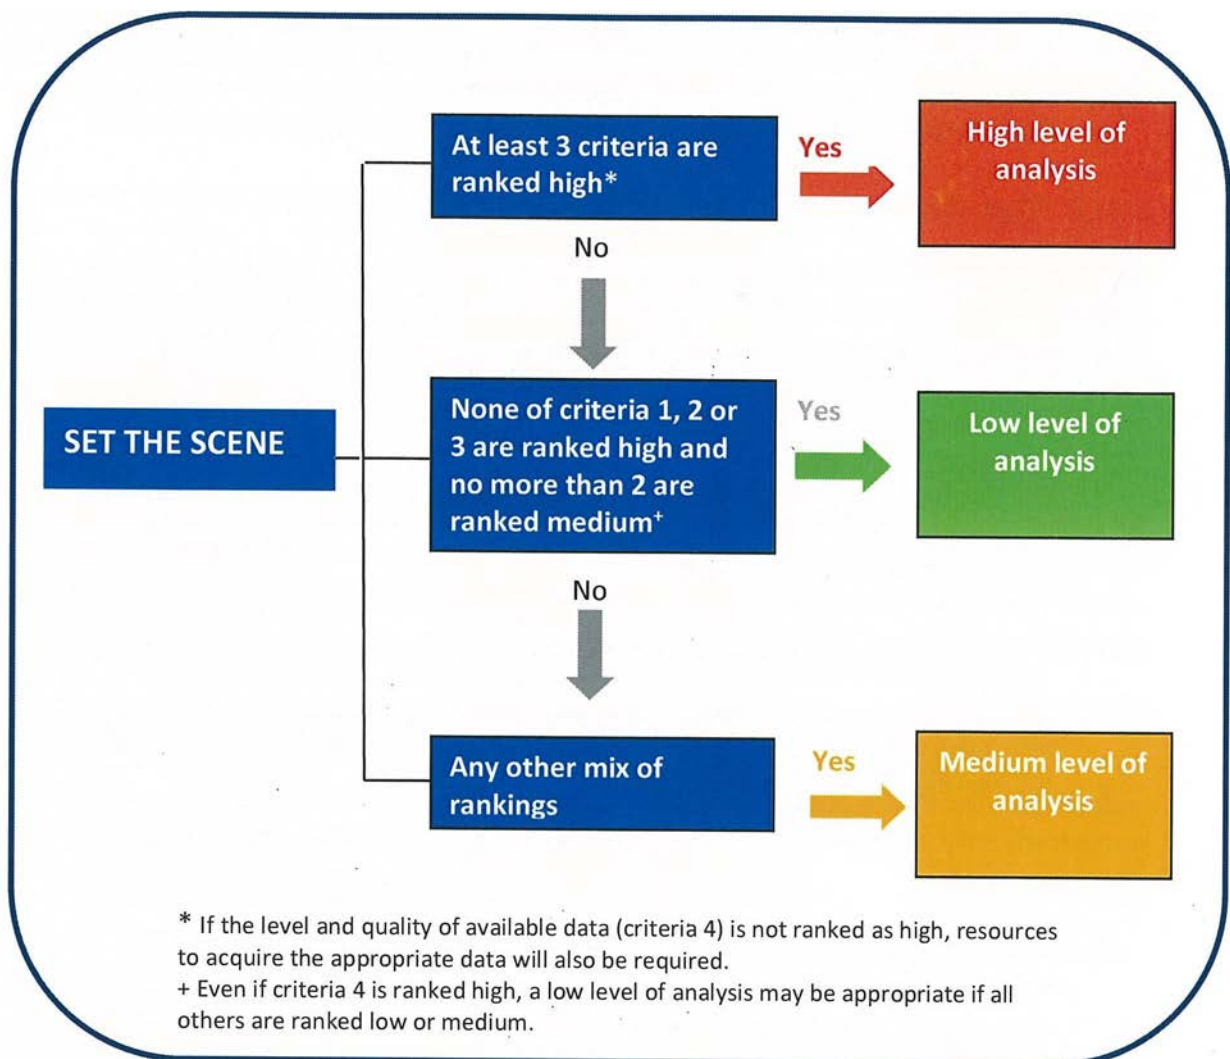 At least 3 criteria are
ranked high*
Yes
High level of
analysis
No
SET THE SCENE
None of criteria 1, 2 or
3 are ranked high and
no more than 2 are
ranked medium⁺
Yes
Low level of
analysis
No
Any other mix of
rankings
Yes
Medium level of
analysis
* If the level and quality of available data (criteria 4) is not ranked as high, resources
to acquire the appropriate data will also be required.
+ Even if criteria 4 is ranked high, a low level of analysis may be appropriate if all
others are ranked low or medium.